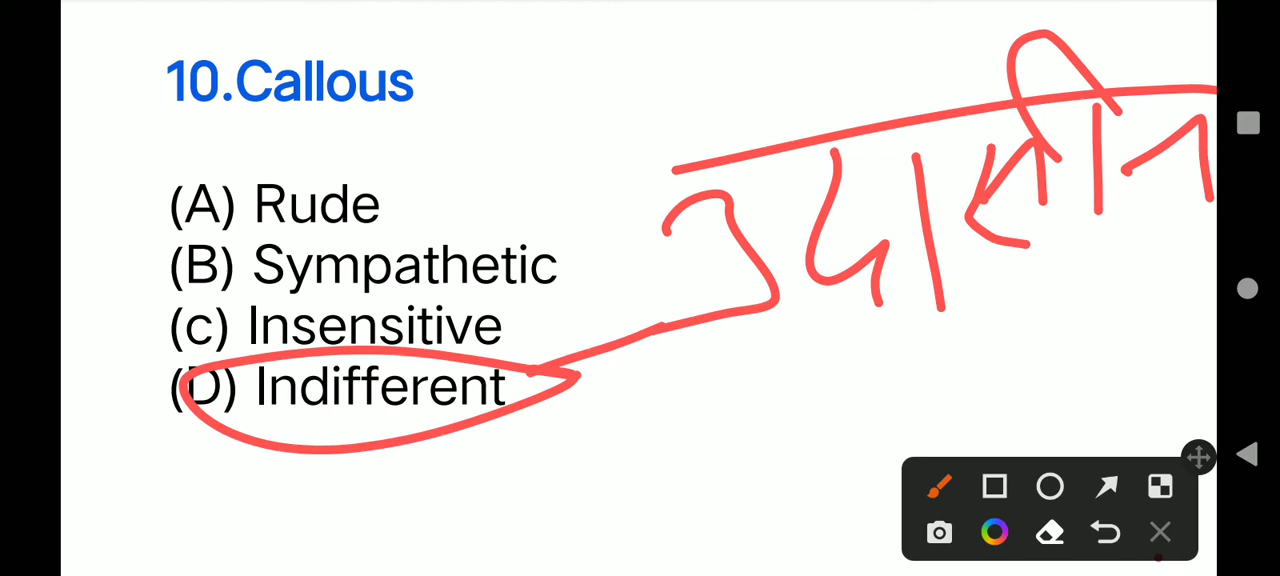 10.Callous
(A) Rude
(B) Sympathetic
(c) Insensitive
(D) Indifferent
उदासीन